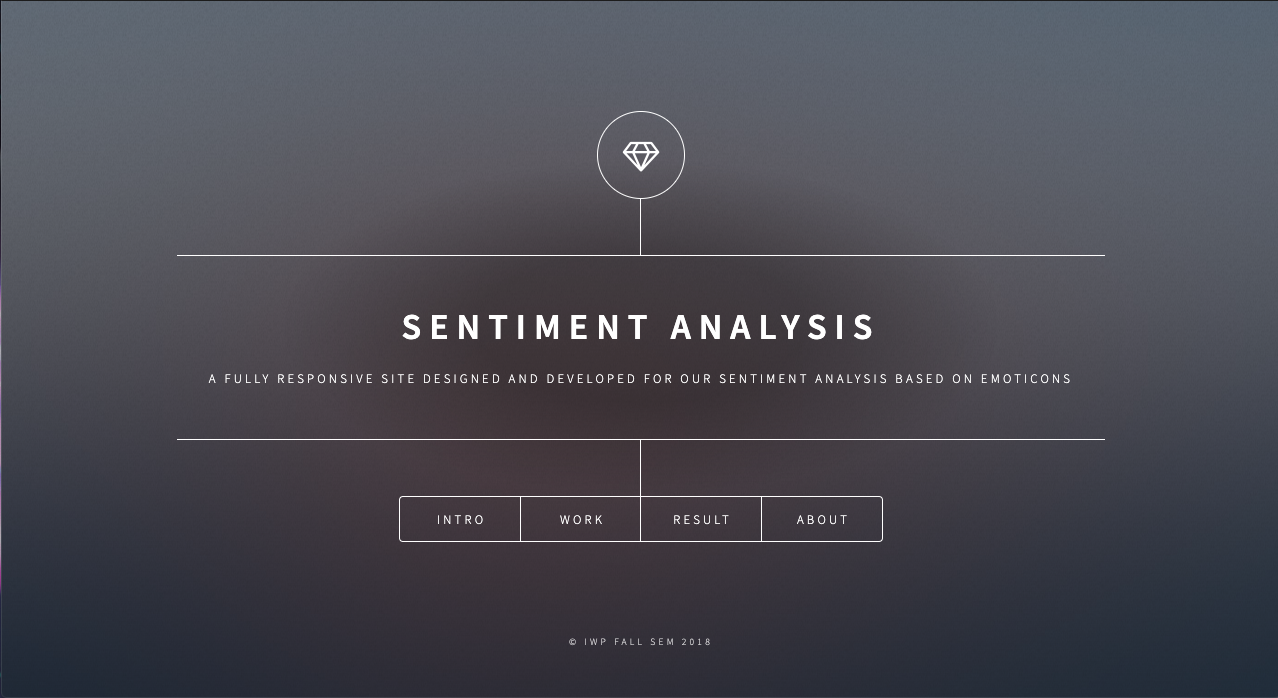 SENTIMENT ANALYSIS
A FULLY RESPONSIVE SITE DESIGNED AND DEVELOPED FOR OUR SENTIMENT ANALYSIS BASED ON EMOTICONS
INTRO WORK RESULT ABOUT
© IWP FALL SEM 2018